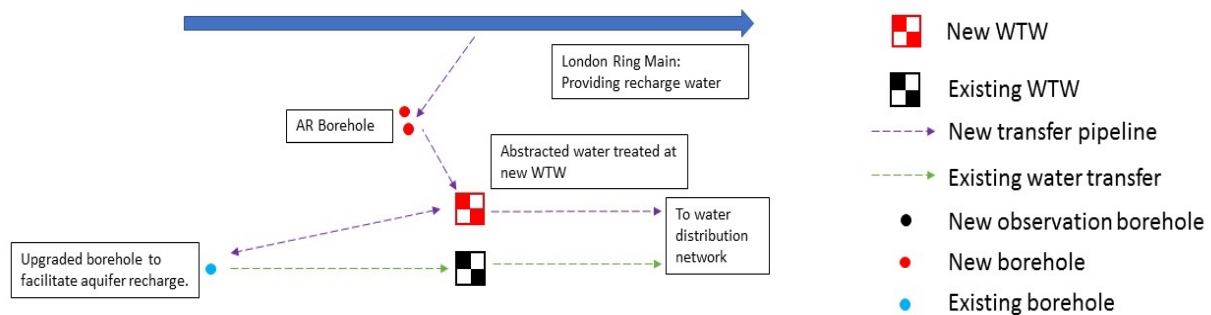 London Ring Main:
Providing recharge water
AR Borehole
Abstracted water treated at
new WTW
To water
distribution
network
Upgraded borehole to
facilitate aquifer recharge.
New WTW
Existing WTW
New transfer pipeline
Existing water transfer
New observation borehole
New borehole
Existing borehole